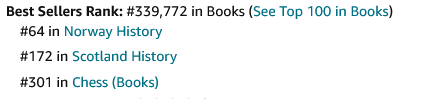 Best Sellers Rank: #339,772 in Books (See Top 100 in Books)
#64 in Norway History
#172 in Scotland History
#301 in Chess (Books)